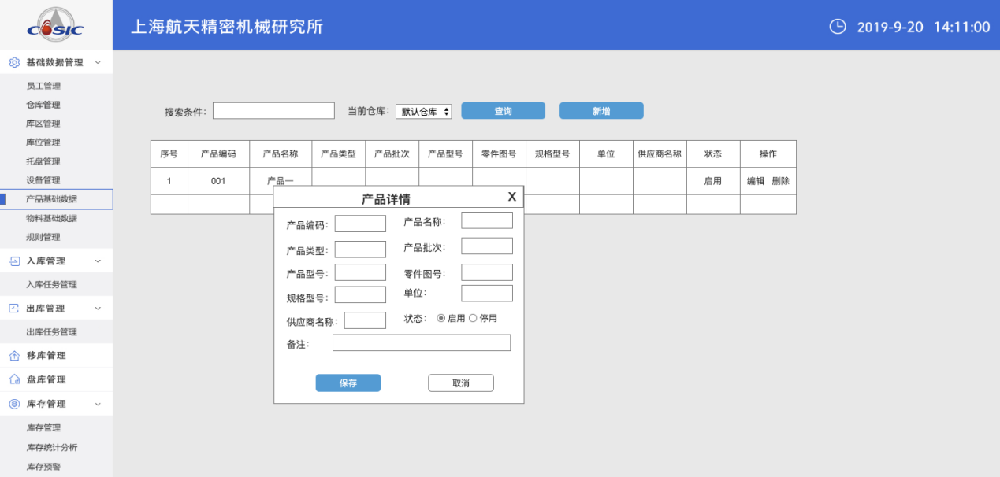 COSIC
上海航天精密机械研究所
2019-9-20 14:11:00
基础数据管理
员工管理
仓库管理
库区管理
库位管理
托盘管理
设备管理
产品基础数据
物料基础数据
规则管理
入库管理
入库任务管理
出库管理
出库任务管理
移库管理
盘库管理
库存管理
库存管理
库存统计分析
库存预警
搜索条件: 当前仓库: 默认仓库 查询 新增
序号 产品编码 产品名称 产品类型 产品批次 产品型号 零件图号 规格型号 单位 供应商名称 状态 操作
1 001 产品一 启用 编辑 删除
产品详情 X
产品编码: 产品名称:
产品类型: 产品批次:
产品型号: 零件图号:
规格型号: 单位:
供应商名称: 状态: 启用 停用
备注:
保存 取消